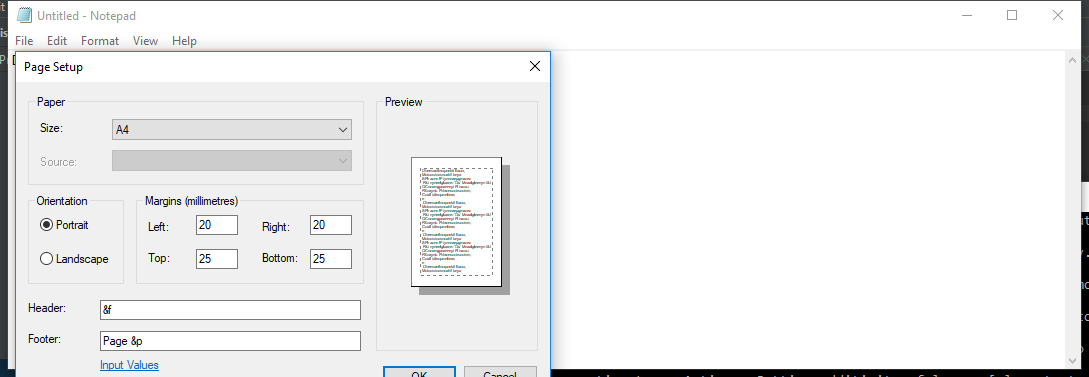 Untitled - Notepad
File Edit Format View Help
Page Setup
Paper
Size: A4
Source:
Orientation
Portrait
Landscape
Margins (millimetres)
Left: 20 Right: 20
Top: 25 Bottom: 25
Preview
Header: &f
Footer: Page &p
Input Values
OK Cancel